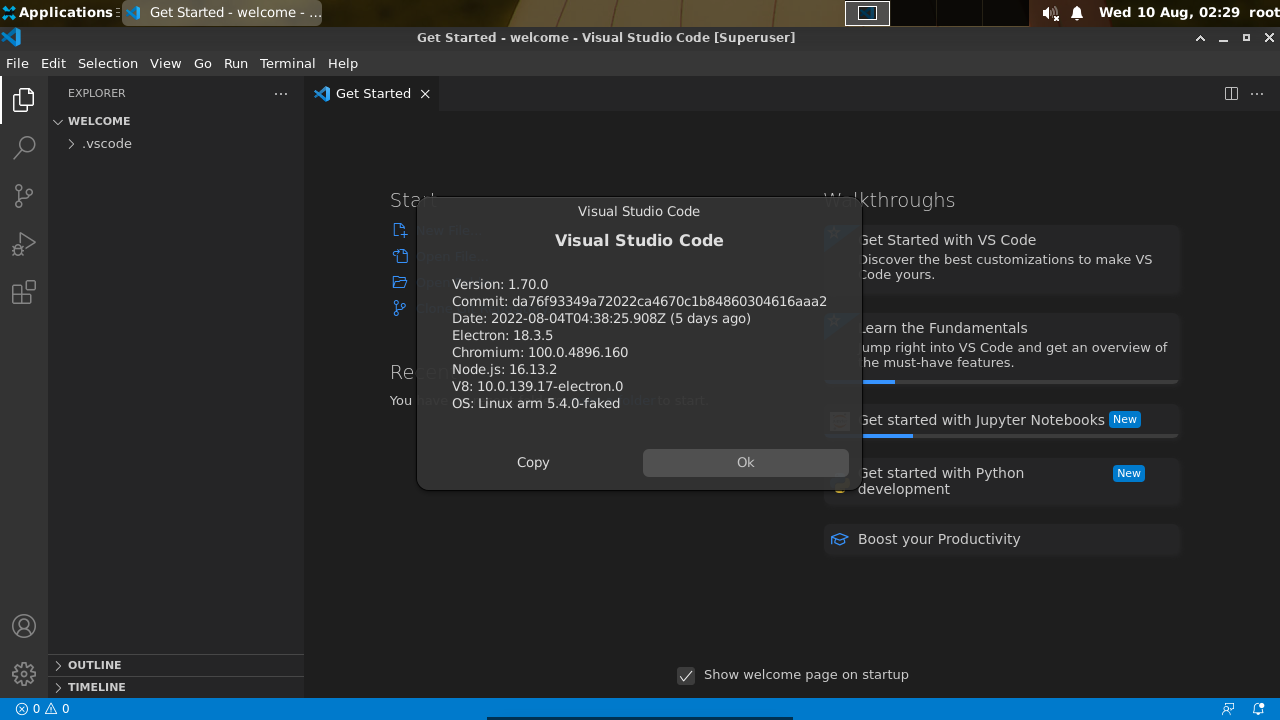 Applications
Get Started - welcome - ...
Wed 10 Aug, 02:29 root
Get Started - welcome - Visual Studio Code [Superuser]
File Edit Selection View Go Run Terminal Help
EXPLORER
WELCOME
.vscode
OUTLINE
TIMELINE
Get Started
Start
Visual Studio Code
Visual Studio Code
Version: 1.70.0
Commit: da76f93349a72022ca4670c1b84860304616aaa2
Date: 2022-08-04T04:38:25.908Z (5 days ago)
Electron: 18.3.5
Chromium: 100.0.4896.160
Node.js: 16.13.2
V8: 10.0.139.17-electron.0
OS: Linux arm 5.4.0-faked
Copy
Ok
Recen
You
to start.
Walkthroughs
Get Started with VS Code
Discover the best customizations to make VS
Code yours.
Learn the Fundamentals
Jump right into VS Code and get an overview of
the must-have features.
Get started with Jupyter Notebooks New
Get started with Python New
development
Boost your Productivity
Show welcome page on startup
0 0